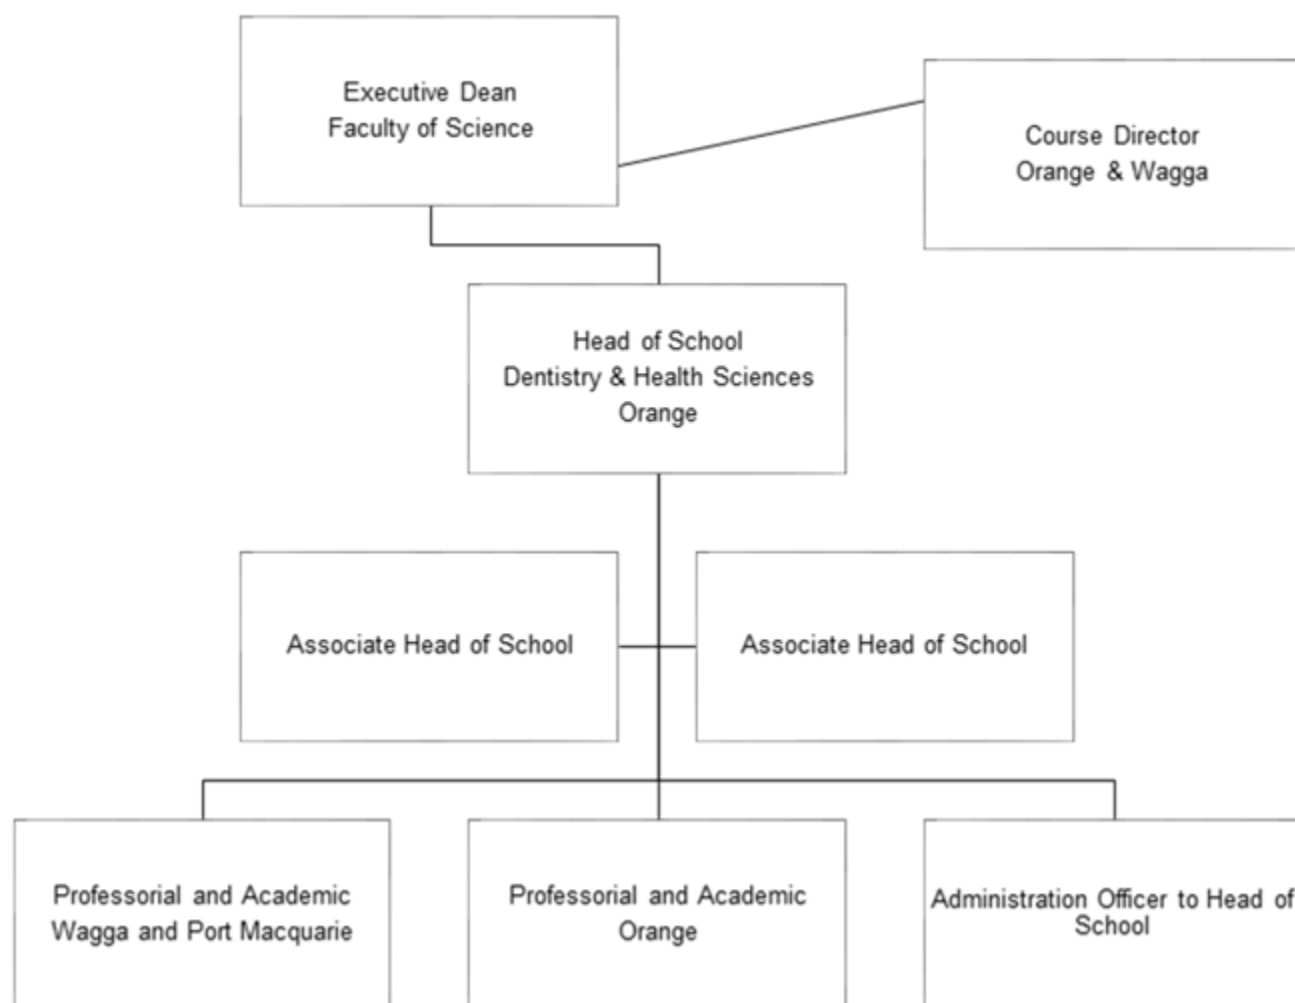 Executive Dean
Faculty of Science
Course Director
Orange & Wagga
Head of School
Dentistry & Health Sciences
Orange
Associate Head of School
Associate Head of School
Professorial and Academic
Wagga and Port Macquarie
Professorial and Academic
Orange
Administration Officer to Head of
School